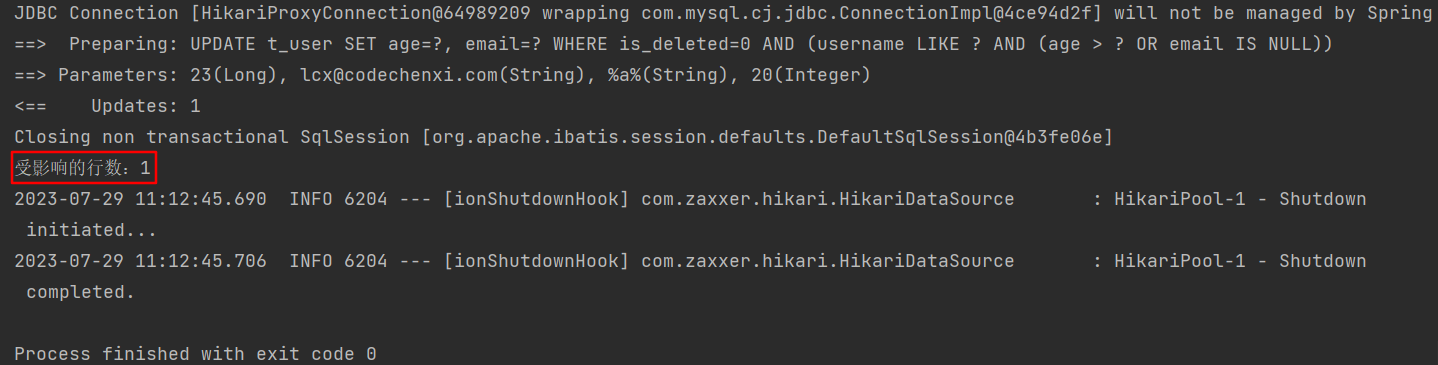 JDBC Connection [HikariProxyConnection@64989209 wrapping com.mysql.cj.jdbc.ConnectionImpl@4ce94d2f] will not be managed by Spring
==>  Preparing: UPDATE t_user SET age=?, email=? WHERE is_deleted=0 AND (username LIKE ? AND (age > ? OR email IS NULL))
==> Parameters: 23(Long), lcx@codechenxi.com(String), %a%(String), 20(Integer)
<==    Updates: 1
Closing non transactional SqlSession [org.apache.ibatis.session.defaults.DefaultSqlSession@4b3fe06e]
受影响的行数：1
2023-07-29 11:12:45.690  INFO 6204 --- [ionShutdownHook] com.zaxxer.hikari.HikariDataSource       : HikariPool-1 - Shutdown
 initiated...
2023-07-29 11:12:45.706  INFO 6204 --- [ionShutdownHook] com.zaxxer.hikari.HikariDataSource       : HikariPool-1 - Shutdown
 completed.
Process finished with exit code 0